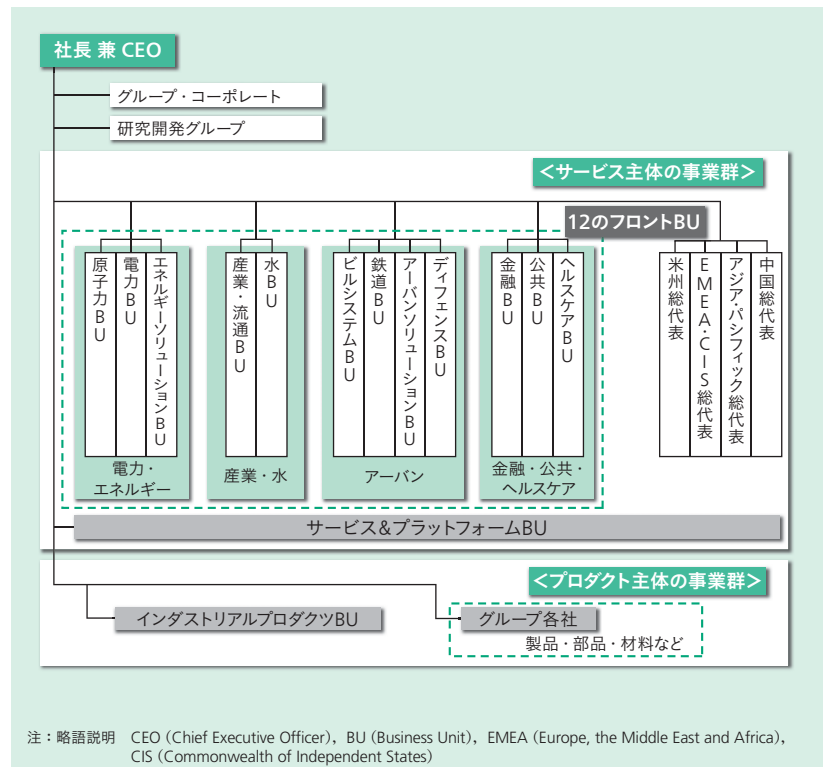 社長 兼 CEO
グループ・コーポレート
研究開発グループ
＜サービス主体の事業群＞
12のフロントBU
原子力BU
電力BU
エネルギーソリューションBU
電力・
エネルギー
産業・流通BU
水BU
産業・水
ビルシステムBU
鉄道BU
アーバンソリューションBU
ディフェンスBU
アーバン
金融BU
公共BU
ヘルスケアBU
金融・公共・
ヘルスケア
米州総代表
EMEA・CIS総代表
アジア・パシフィック総代表
中国総代表
サービス&プラットフォームBU
＜プロダクト主体の事業群＞
インダストリアルプロダクツBU
グループ各社
製品・部品・材料など
注：略語説明　CEO（Chief Executive Officer），BU（Business Unit），EMEA（Europe, the Middle East and Africa），
CIS（Commonwealth of Independent States）